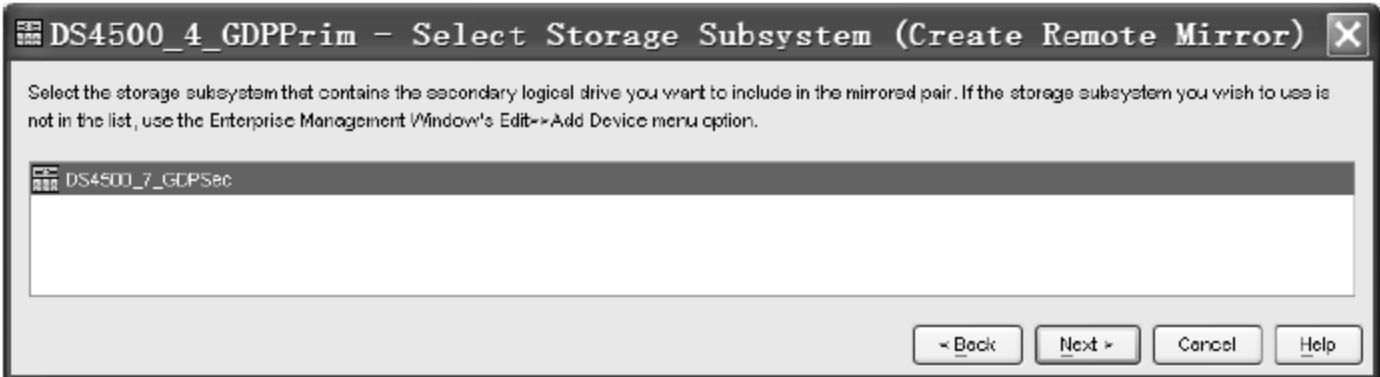 DS4500_4_GDPPrim - Select Storage Subsystem (Create Remote Mirror)
Select the storage subsystem that contains the secondary logical drive you want to include in the mirrored pair. If the storage subsystem you wish to use is
not in the list, use the Enterprise Management Window's Edit->Add Device menu option.
DS4500_7_GDPSec
< Back
Next >
Cancel
Help